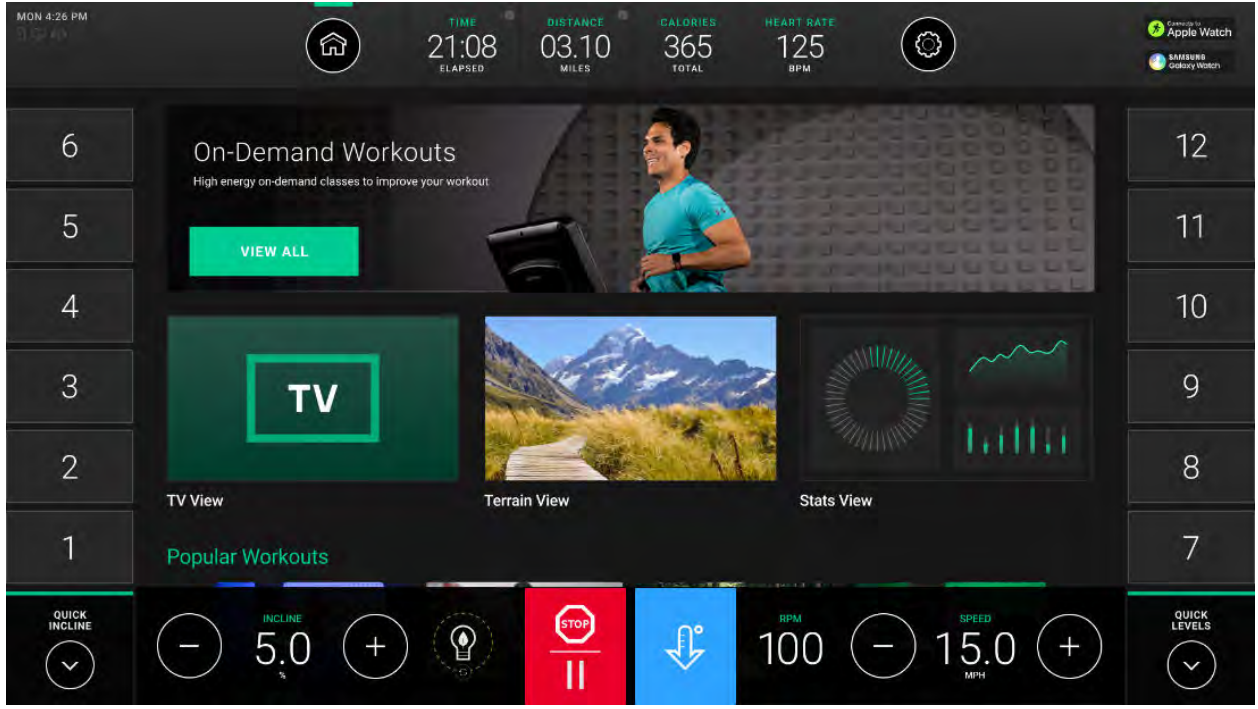 MON 4:26 PM
TIME
21:08
ELAPSED
DISTANCE
03.10
MILES
CALORIES
365
TOTAL
HEART RATE
125
BPM
Connects to
Apple Watch
SAMSUNG
Galaxy Watch
6
5
4
3
2
1
On-Demand Workouts
High energy on-demand classes to improve your workout
VIEW ALL
TV
TV View
Terrain View
Stats View
Popular Workouts
12
11
10
9
8
7
QUICK
INCLINE
INCLINE
5.0
%
STOP
RPM
100
SPEED
15.0
MPH
QUICK
LEVELS